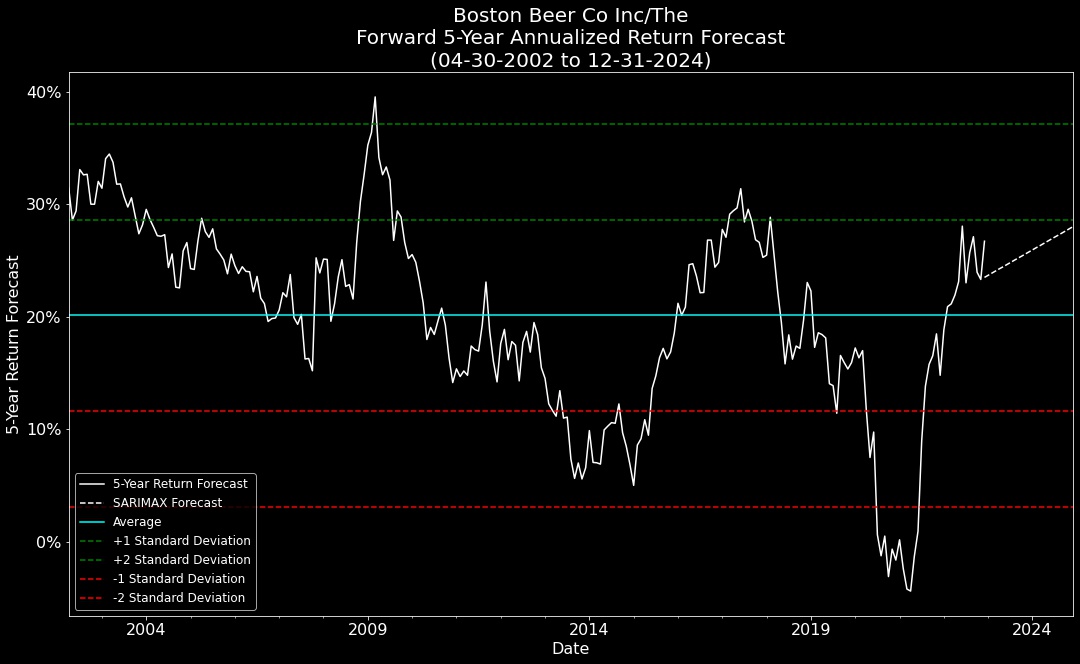 Boston Beer Co Inc/The
Forward 5-Year Annualized Return Forecast
(04-30-2002 to 12-31-2024)
5-Year Return Forecast
40%
30%
20%
10%
0%
5-Year Return Forecast
SARIMAX Forecast
Average
+1 Standard Deviation
+2 Standard Deviation
-1 Standard Deviation
-2 Standard Deviation
2004
2009
2014
2019
2024
Date